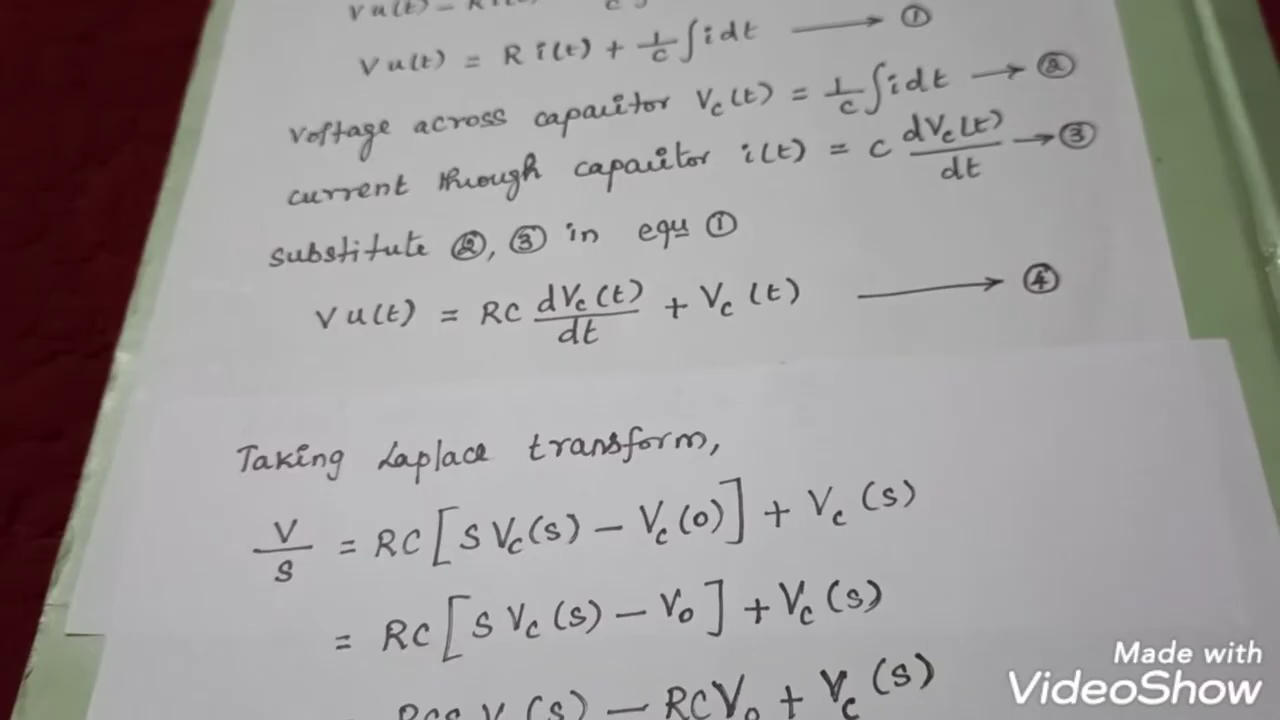 V u(t) = R i(t) + 1/c ∫ i dt ⟶ ①
Voltage across capacitor Vc(t) = 1/c ∫ i dt → ②
current through capacitor i(t) = c dVc(t)/dt → ③
substitute ②, ③ in equ ①
V u(t) = RC dVc(t)/dt + Vc(t) ⟶ ④
Taking Laplace transform,
V/s = RC [S Vc(s) − Vc(0)] + Vc(s)
= RC [S Vc(s) − V0] + Vc(s)
RCS Vc(s) − RCV0 + Vc(s)
Made with
VideoShow